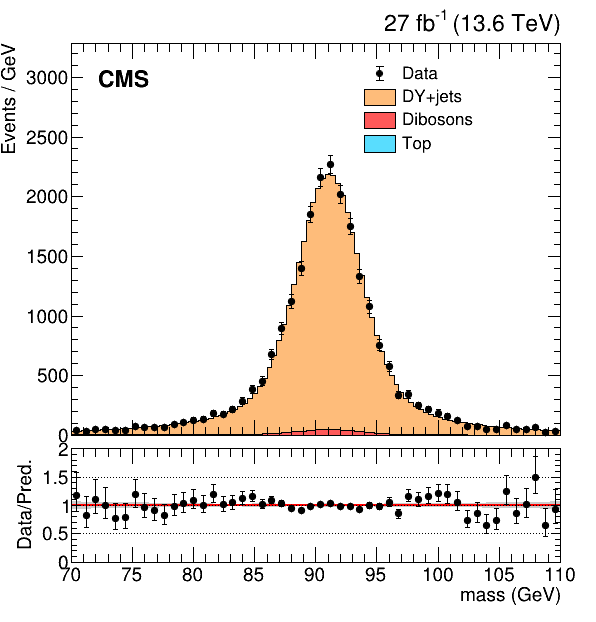 27 fb-1 (13.6 TeV)
Events / GeV
CMS
Data
DY+jets
Dibosons
Top
3000
2500
2000
1500
1000
500
0
Data/Pred.
2
1.5
1
0.5
0
70 75 80 85 90 95 100 105 110
mass (GeV)